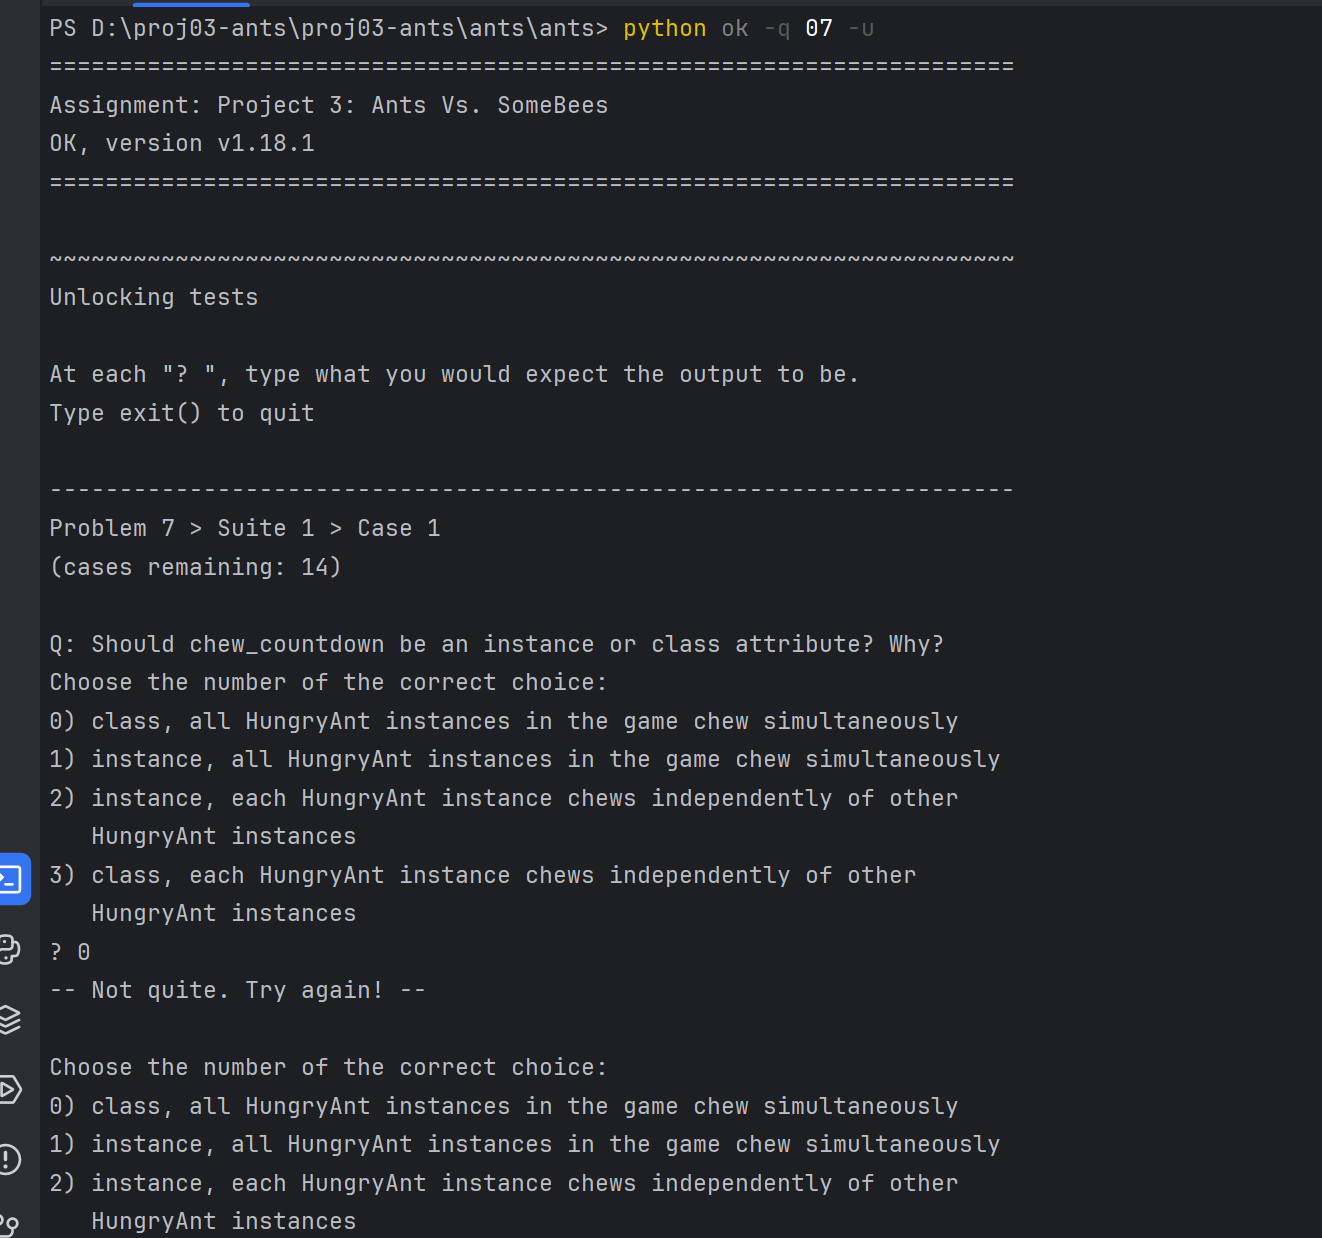 PS D:\proj03-ants\proj03-ants\ants\ants> python ok -q 07 -u
=====================================================================
Assignment: Project 3: Ants Vs. SomeBees
OK, version v1.18.1
=====================================================================
~~~~~~~~~~~~~~~~~~~~~~~~~~~~~~~~~~~~~~~~~~~~~~~~~~~~~~~~~~~~~~~~~~~~~
Unlocking tests
At each "? ", type what you would expect the output to be.
Type exit() to quit
---------------------------------------------------------------------
Problem 7 > Suite 1 > Case 1
(cases remaining: 14)
Q: Should chew_countdown be an instance or class attribute? Why?
Choose the number of the correct choice:
0) class, all HungryAnt instances in the game chew simultaneously
1) instance, all HungryAnt instances in the game chew simultaneously
2) instance, each HungryAnt instance chews independently of other
   HungryAnt instances
3) class, each HungryAnt instance chews independently of other
   HungryAnt instances
? 0
-- Not quite. Try again! --
Choose the number of the correct choice:
0) class, all HungryAnt instances in the game chew simultaneously
1) instance, all HungryAnt instances in the game chew simultaneously
2) instance, each HungryAnt instance chews independently of other
   HungryAnt instances